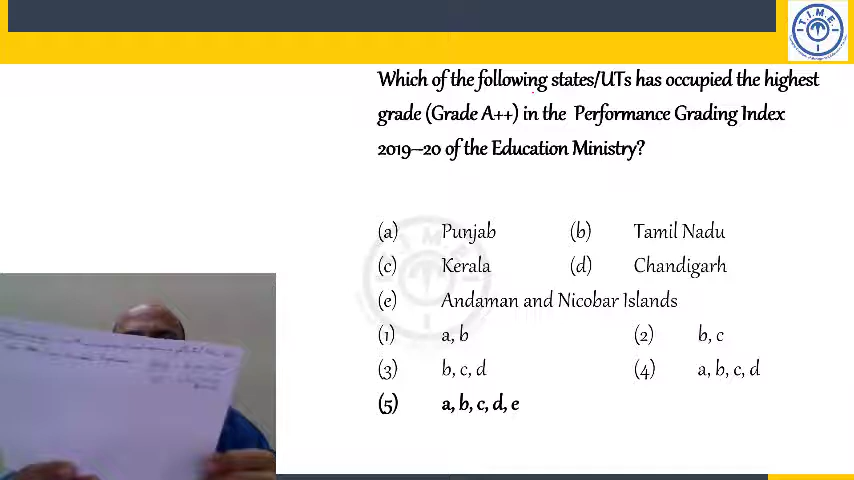 T.I.M.E.
Which of the following states/UTs has occupied the highest
grade (Grade A++) in the Performance Grading Index
2019–20 of the Education Ministry?
(a) Punjab (b) Tamil Nadu
(c) Kerala (d) Chandigarh
(e) Andaman and Nicobar Islands
(1) a, b (2) b, c
(3) b, c, d (4) a, b, c, d
(5) a, b, c, d, e